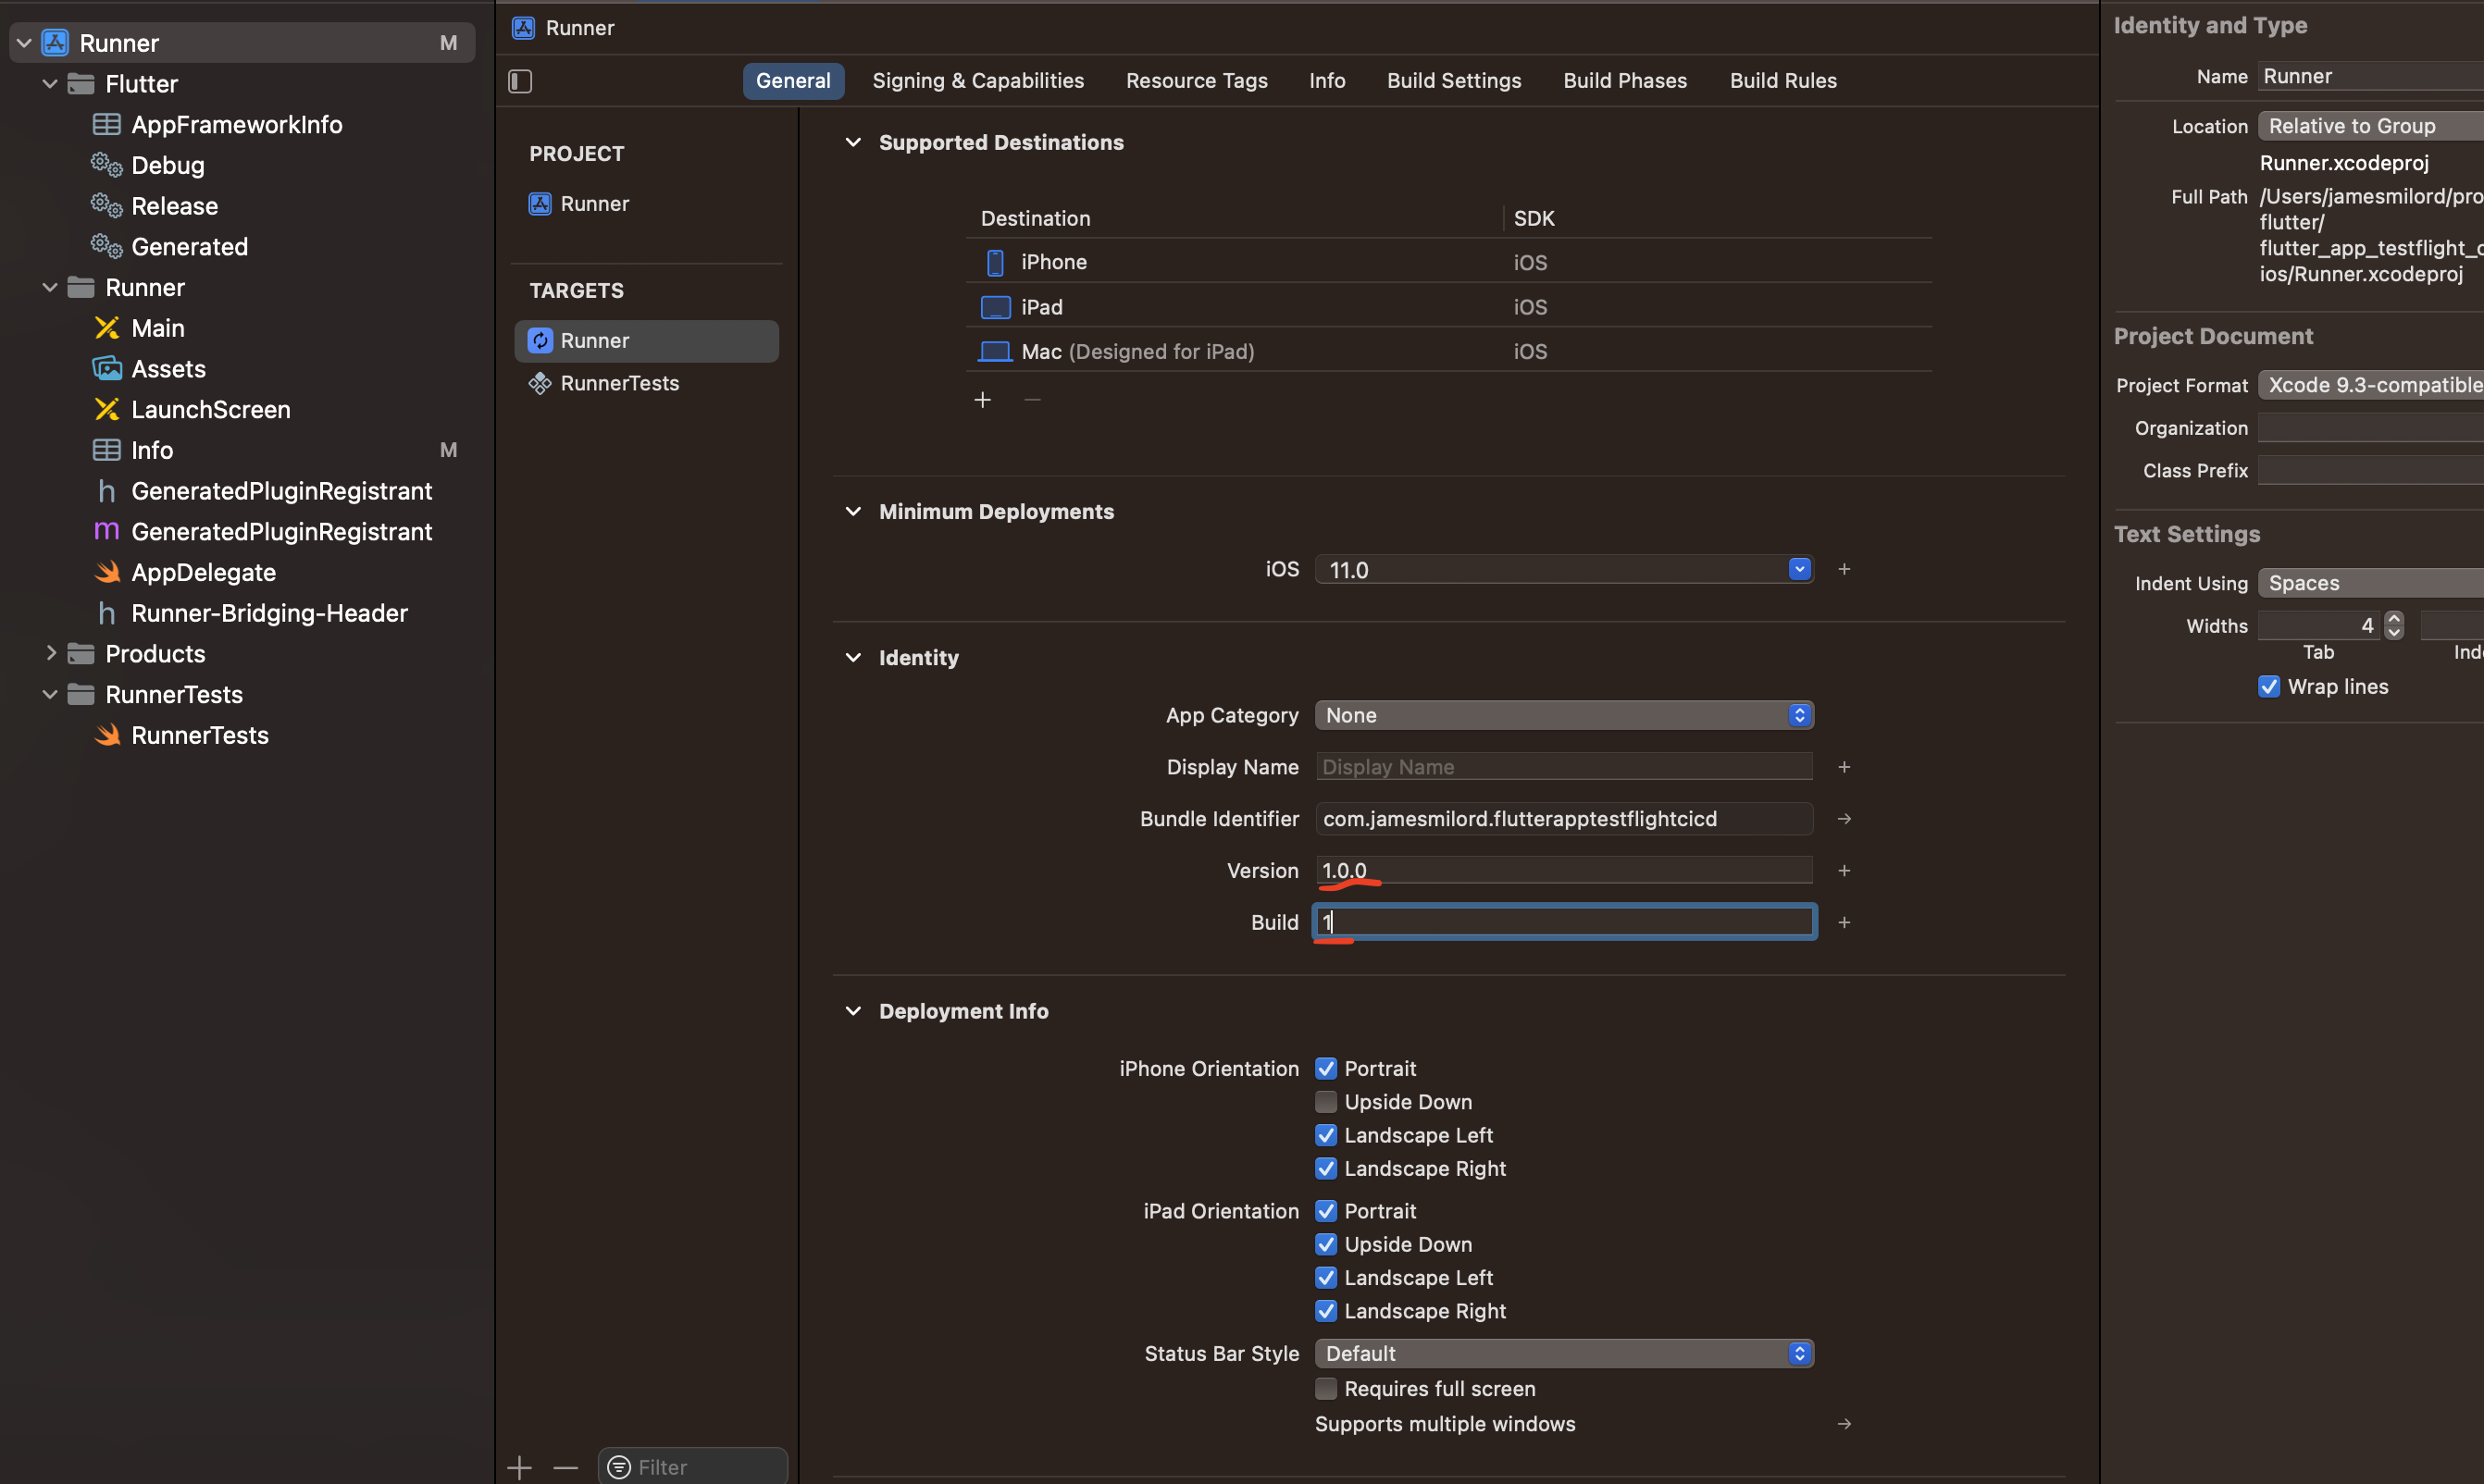 Runner M
Flutter
AppFrameworkInfo
Debug
Release
Generated
Runner
Main
Assets
LaunchScreen
Info M
h GeneratedPluginRegistrant
m GeneratedPluginRegistrant
AppDelegate
h Runner-Bridging-Header
Products
RunnerTests
RunnerTests
Runner
General Signing & Capabilities Resource Tags Info Build Settings Build Phases Build Rules
PROJECT
Runner
TARGETS
Runner
RunnerTests
Filter
Supported Destinations
Destination SDK
iPhone iOS
iPad iOS
Mac (Designed for iPad) iOS
Minimum Deployments
iOS 11.0
Identity
App Category None
Display Name Display Name
Bundle Identifier com.jamesmilord.flutterapptestflightcicd
Version 1.0.0
Build 1
Deployment Info
iPhone Orientation Portrait
Upside Down
Landscape Left
Landscape Right
iPad Orientation Portrait
Upside Down
Landscape Left
Landscape Right
Status Bar Style Default
Requires full screen
Supports multiple windows
Identity and Type
Name Runner
Location Relative to Group
Runner.xcodeproj
Full Path /Users/jamesmilord/pro
flutter/
flutter_app_testflight_
ios/Runner.xcodeproj
Project Document
Project Format Xcode 9.3-compatible
Organization
Class Prefix
Text Settings
Indent Using Spaces
Widths 4
Tab Ind
Wrap lines